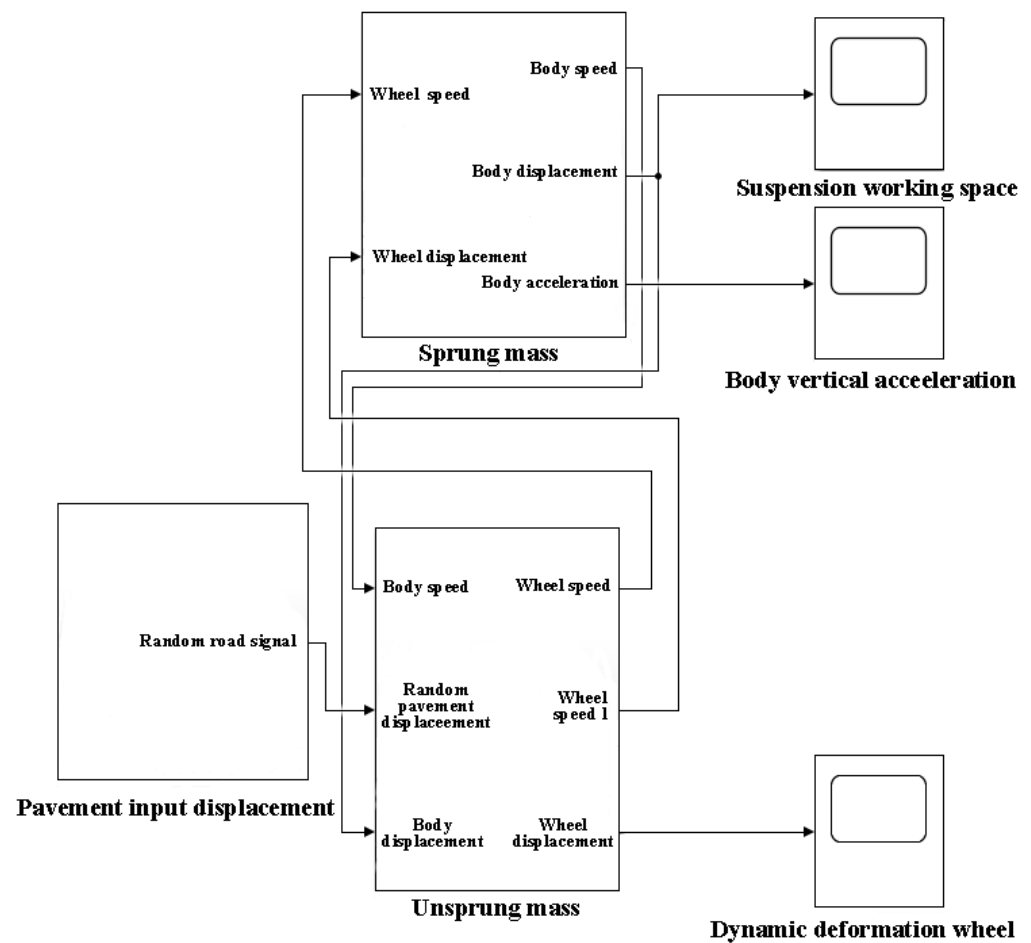 Body speed
Wheel speed
Body displacement
Suspension working space
Wheel displacement
Body acceleration
Sprung mass
Body vertical acceeleration
Body speed
Wheel speed
Random road signal
Random
pavement
displaceement
Wheel
speed 1
Pavement input displacement
Body
displacement
Wheel
displacement
Unsprung mass
Dynamic deformation wheel